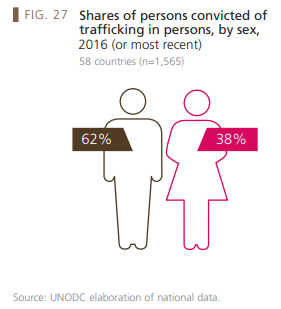 FIG. 27 Shares of persons convicted of
trafficking in persons, by sex,
2016 (or most recent)
58 countries (n=1,565)
62%
38%
Source: UNODC elaboration of national data.